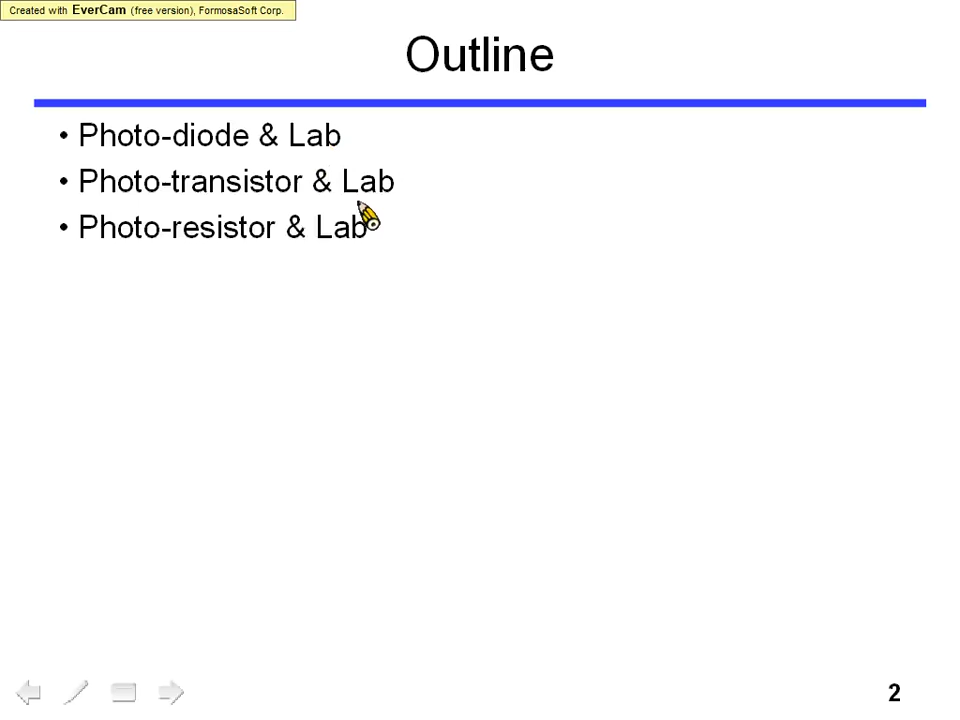 Created with EverCam (free version), FormosaSoft Corp.
Outline
• Photo-diode & Lab
• Photo-transistor & Lab
• Photo-resistor & Lab
2